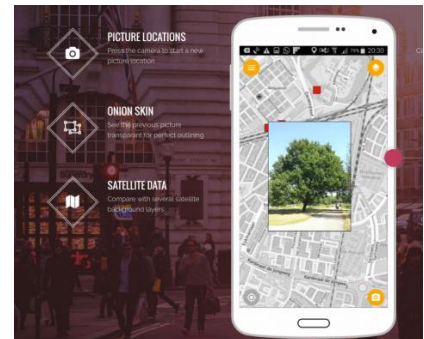 PICTURE LOCATIONS
Press the camera to start a new
picture location
ONION SKIN
See the previous picture
transparant for perfect outlining
SATELLITE DATA
Compare with several satellite
background layers
20:30